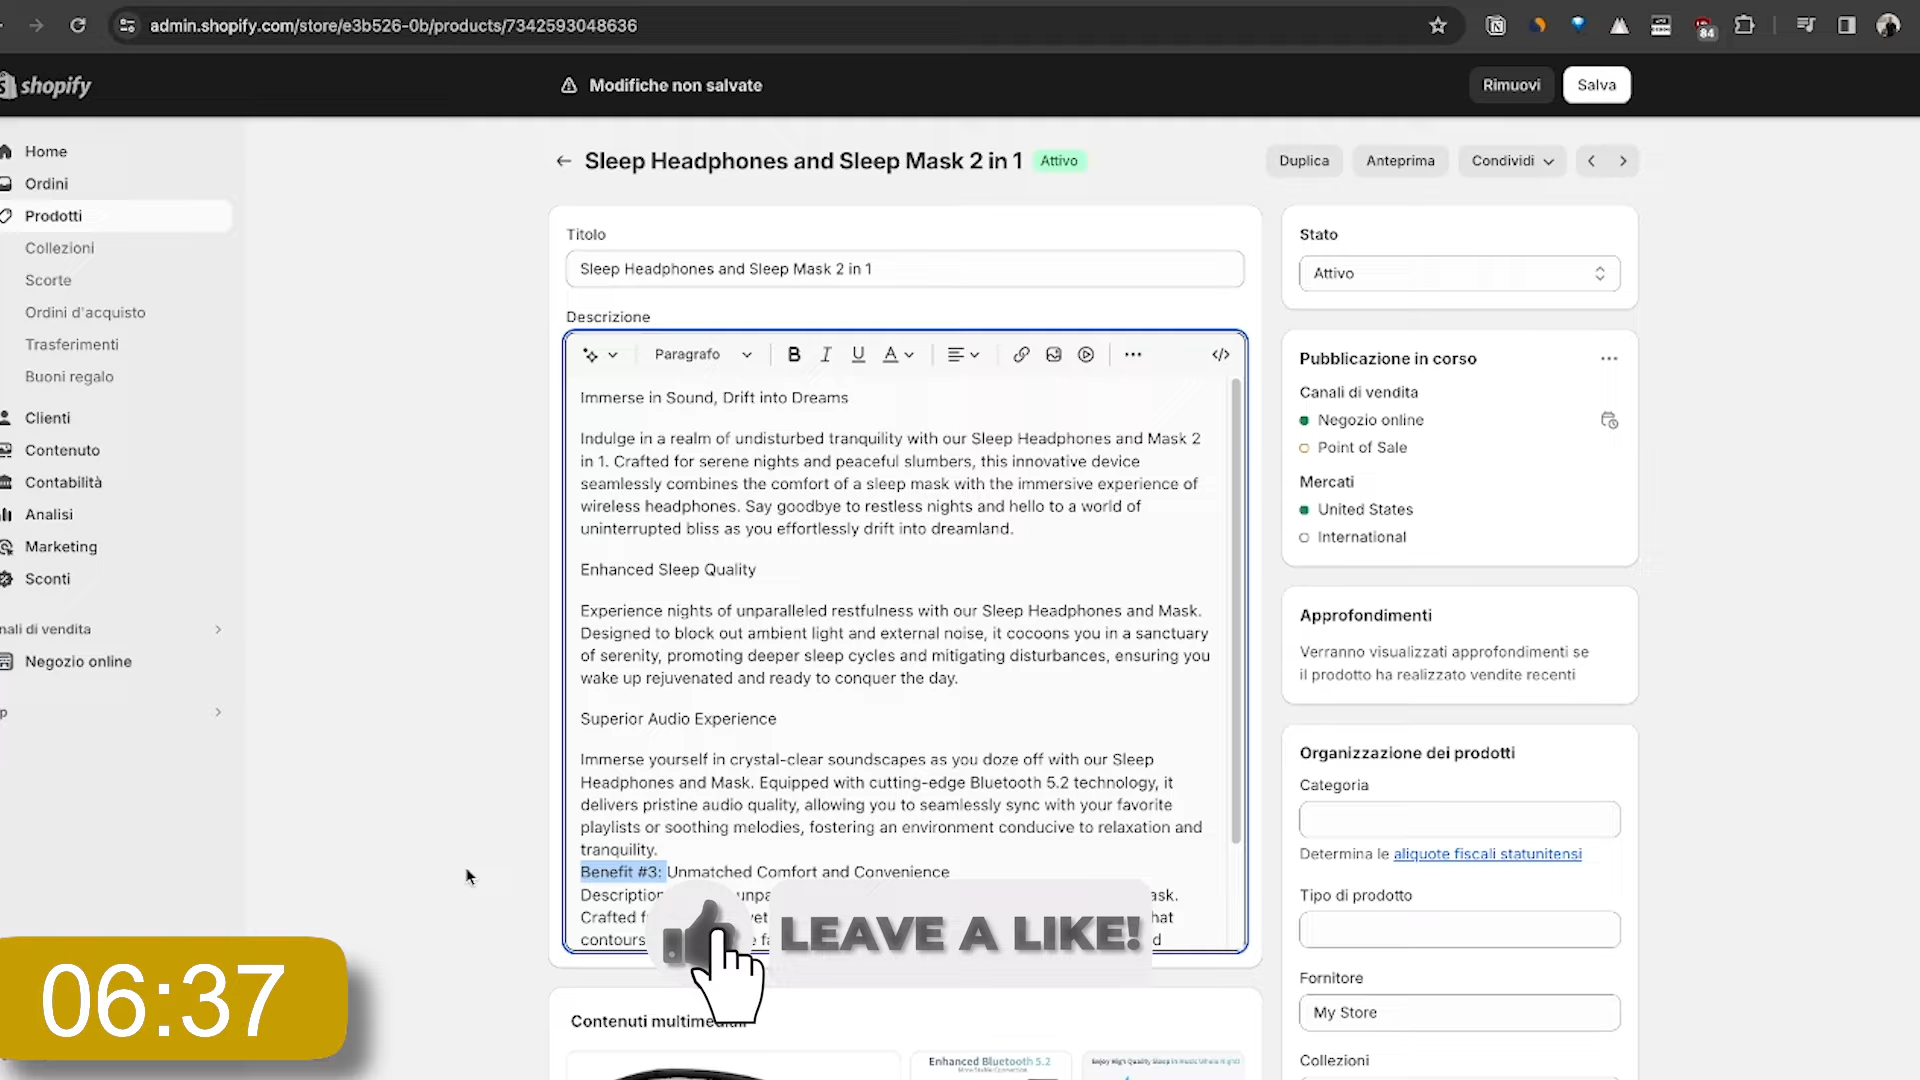 admin.shopify.com/store/e3b526-0b/products/7342593048636
84
shopify
Modifiche non salvate
Rimuovi
Salva
Home
Ordini
Prodotti
Collezioni
Scorte
Ordini d'acquisto
Trasferimenti
Buoni regalo
Clienti
Contenuto
Contabilità
Analisi
Marketing
Sconti
nali di vendita
Negozio online
p
Sleep Headphones and Sleep Mask 2 in 1
Attivo
Duplica
Anteprima
Condividi
Titolo
Sleep Headphones and Sleep Mask 2 in 1
Descrizione
Paragrafo
B I U A
Immerse in Sound, Drift into Dreams
Indulge in a realm of undisturbed tranquility with our Sleep Headphones and Mask 2
in 1. Crafted for serene nights and peaceful slumbers, this innovative device
seamlessly combines the comfort of a sleep mask with the immersive experience of
wireless headphones. Say goodbye to restless nights and hello to a world of
uninterrupted bliss as you effortlessly drift into dreamland.
Enhanced Sleep Quality
Experience nights of unparalleled restfulness with our Sleep Headphones and Mask.
Designed to block out ambient light and external noise, it cocoons you in a sanctuary
of serenity, promoting deeper sleep cycles and mitigating disturbances, ensuring you
wake up rejuvenated and ready to conquer the day.
Superior Audio Experience
Immerse yourself in crystal-clear soundscapes as you doze off with our Sleep
Headphones and Mask. Equipped with cutting-edge Bluetooth 5.2 technology, it
delivers pristine audio quality, allowing you to seamlessly sync with your favorite
playlists or soothing melodies, fostering an environment conducive to relaxation and
tranquility.
Benefit #3: Unmatched Comfort and Convenience
Description
Crafted
contours
LEAVE A LIKE!
Contenuti multimediali
Enhanced Bluetooth 5.2
Stato
Attivo
Pubblicazione in corso
Canali di vendita
Negozio online
Point of Sale
Mercati
United States
International
Approfondimenti
Verranno visualizzati approfondimenti se
il prodotto ha realizzato vendite recenti
Organizzazione dei prodotti
Categoria
Determina le aliquote fiscali statunitensi
Tipo di prodotto
Fornitore
My Store
Collezioni
06:37